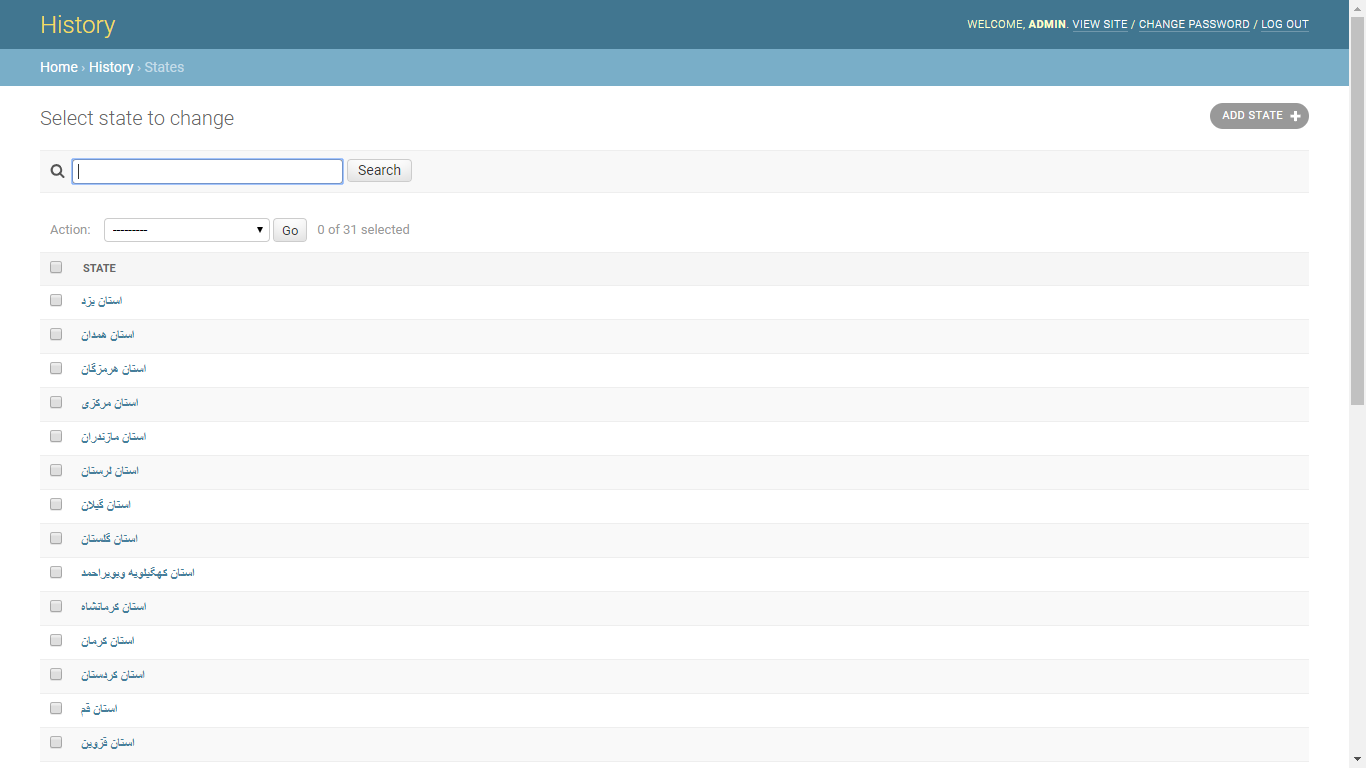 History
WELCOME, ADMIN. VIEW SITE / CHANGE PASSWORD / LOG OUT
Home › History › States
Select state to change
ADD STATE +
Search
Action: --------- Go 0 of 31 selected
STATE
استان یزد
استان همدان
استان هرمزگان
استان مرکزی
استان مازندران
استان لرستان
استان گیلان
استان گلستان
استان کهگیلویه وبویراحمد
استان کرمانشاه
استان کرمان
استان کردستان
استان قم
استان قزوین